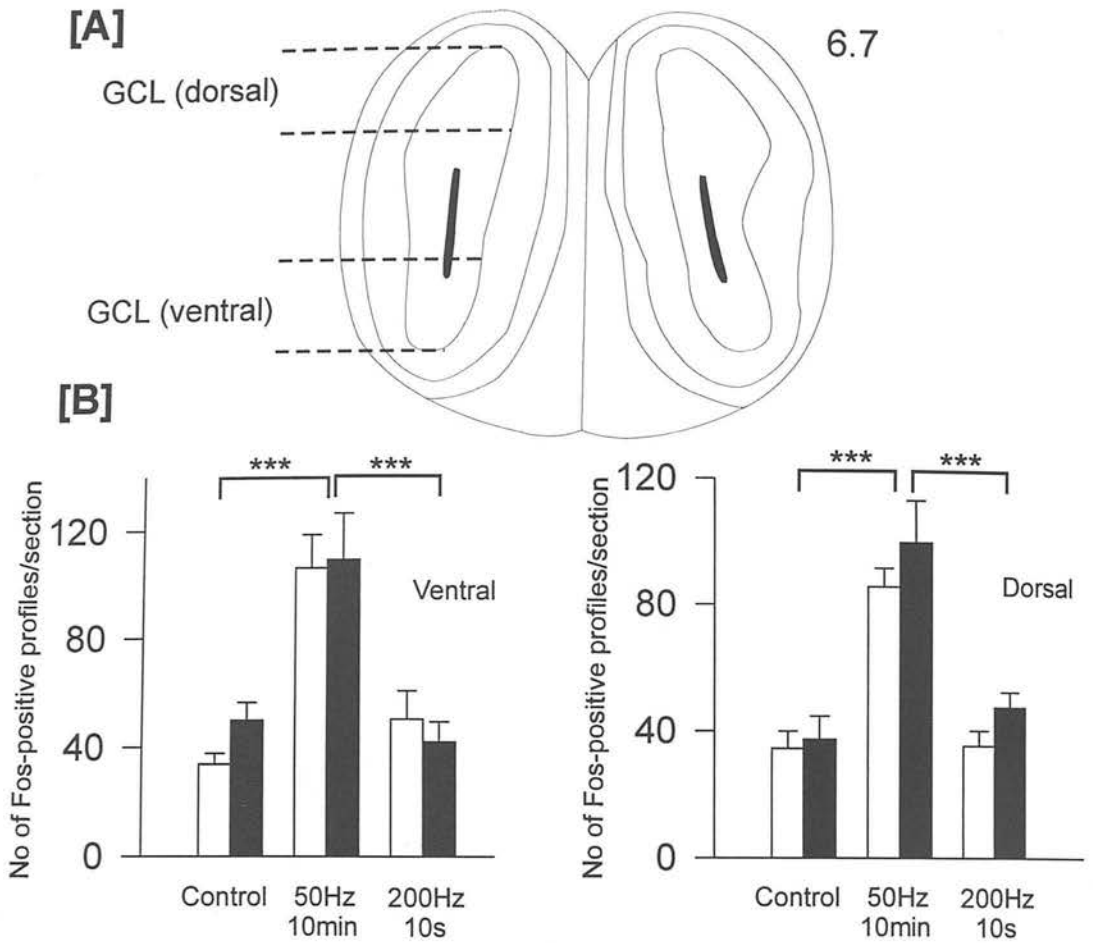 [A]
6.7
GCL (dorsal)
GCL (ventral)
[B]
No of Fos-positive profiles/section
120
80
40
0
***
***
Ventral
Control
50Hz
10min
200Hz
10s
No of Fos-positive profiles/section
120
80
40
0
***
***
Dorsal
Control
50Hz
10min
200Hz
10s